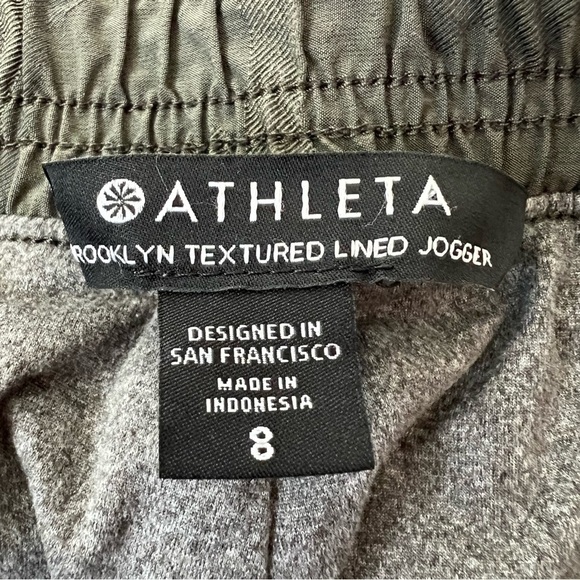 ATHLETA
ROOKLYN TEXTURED LINED JOGGER
DESIGNED IN
SAN FRANCISCO
MADE IN
INDONESIA
8